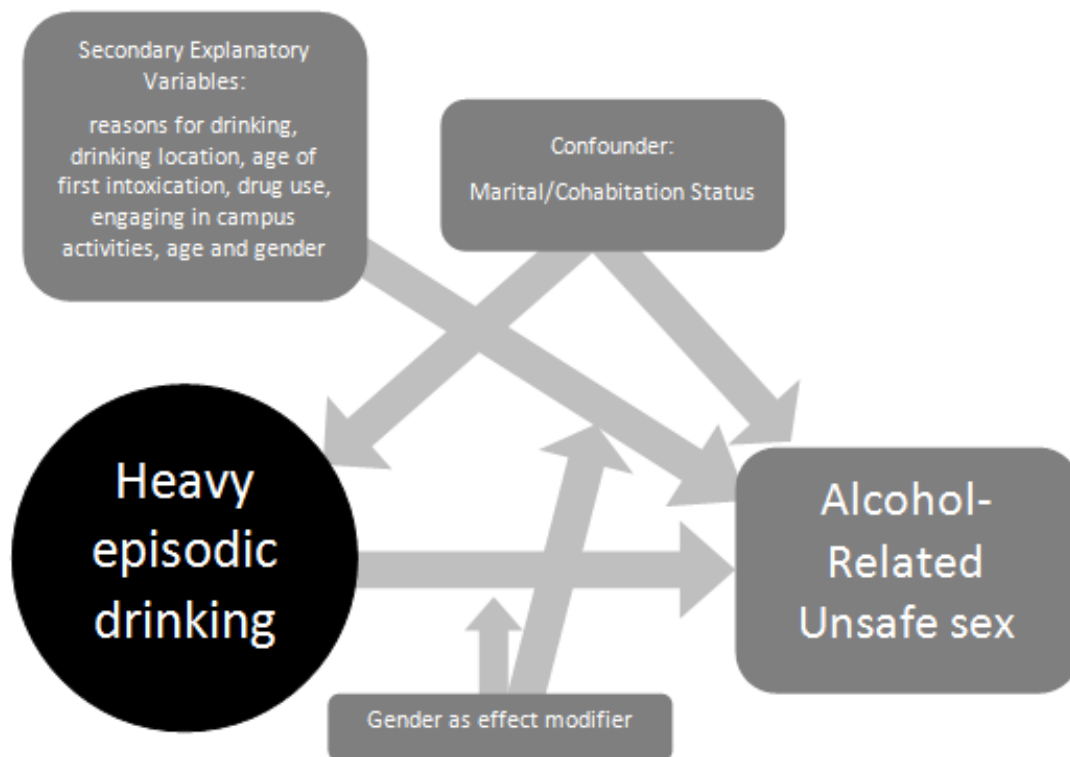 Secondary Explanatory
Variables:
reasons for drinking,
drinking location, age of
first intoxication, drug use,
engaging in campus
activities, age and gender
Confounder:
Marital/Cohabitation Status
Heavy
episodic
drinking
Alcohol-
Related
Unsafe sex
Gender as effect modifier